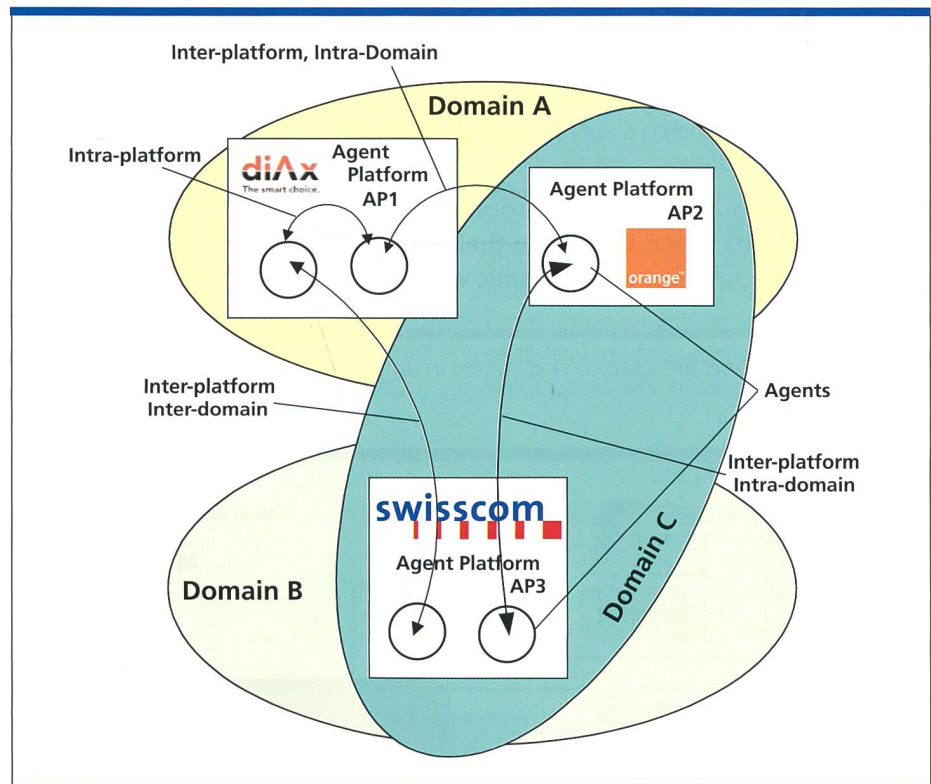 Inter-platform, Intra-Domain
Domain A
Intra-platform
diAx
The smart choice.
Agent
Platform
AP1
Agent Platform
AP2
orange™
Inter-platform
Inter-domain
Agents
Inter-platform
Intra-domain
swisscom
Agent Platform
AP3
Domain B
Domain C